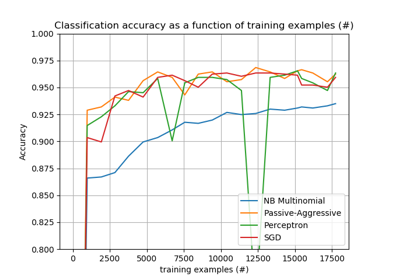 Classification accuracy as a function of training examples (#)
1.000
0.975
0.950
0.925
0.900
0.875
0.850
0.825
0.800
Accuracy
NB Multinomial
Passive-Aggressive
Perceptron
SGD
0 2500 5000 7500 10000 12500 15000 17500
training examples (#)